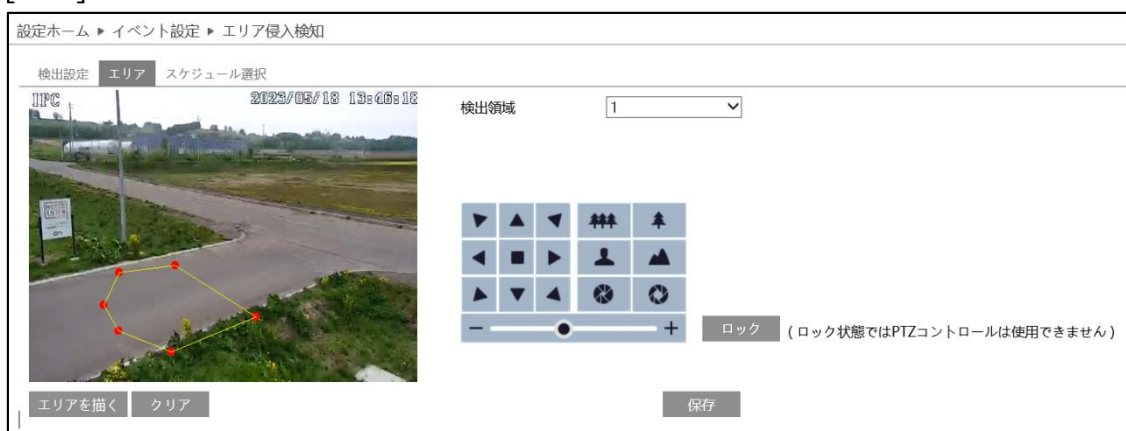 設定ホーム ▶ イベント設定 ▶ エリア侵入検知
検出設定 エリア スケジュール選択
IPC 2023/05/18 13:46:18
検出領域 1
ロック (ロック状態ではPTZコントロールは使用できません)
エリアを描く クリア 保存